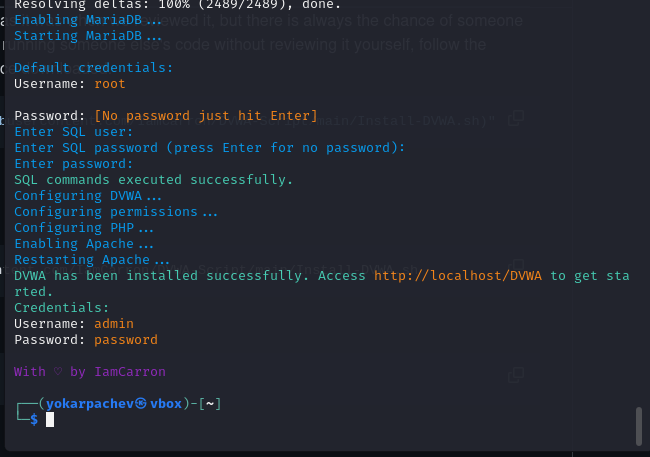 Resolving deltas: 100% (2489/2489), done.
Enabling MariaDB...
Starting MariaDB...
Default credentials:
Username: root
Password: [No password just hit Enter]
Enter SQL user:
Enter SQL password (press Enter for no password):
Enter password:
SQL commands executed successfully.
Configuring DVWA...
Configuring permissions...
Configuring PHP...
Enabling Apache...
Restarting Apache...
DVWA has been installed successfully. Access http://localhost/DVWA to get sta
rted.
Credentials:
Username: admin
Password: password
With ♡ by IamCarron
┌──(yokarpachev㉿vbox)-[~]
└─$